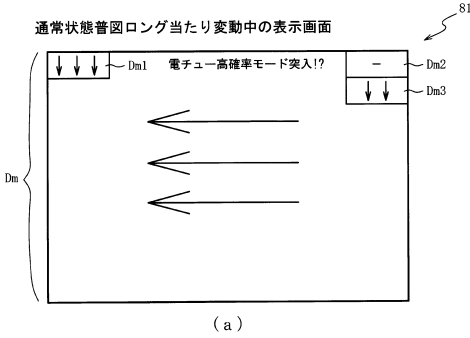 81
通常状態普図ロング当たり変動中の表示画面
Dm1
電チュー高確率モード突入!?
－
Dm2
Dm3
Dm
(a)